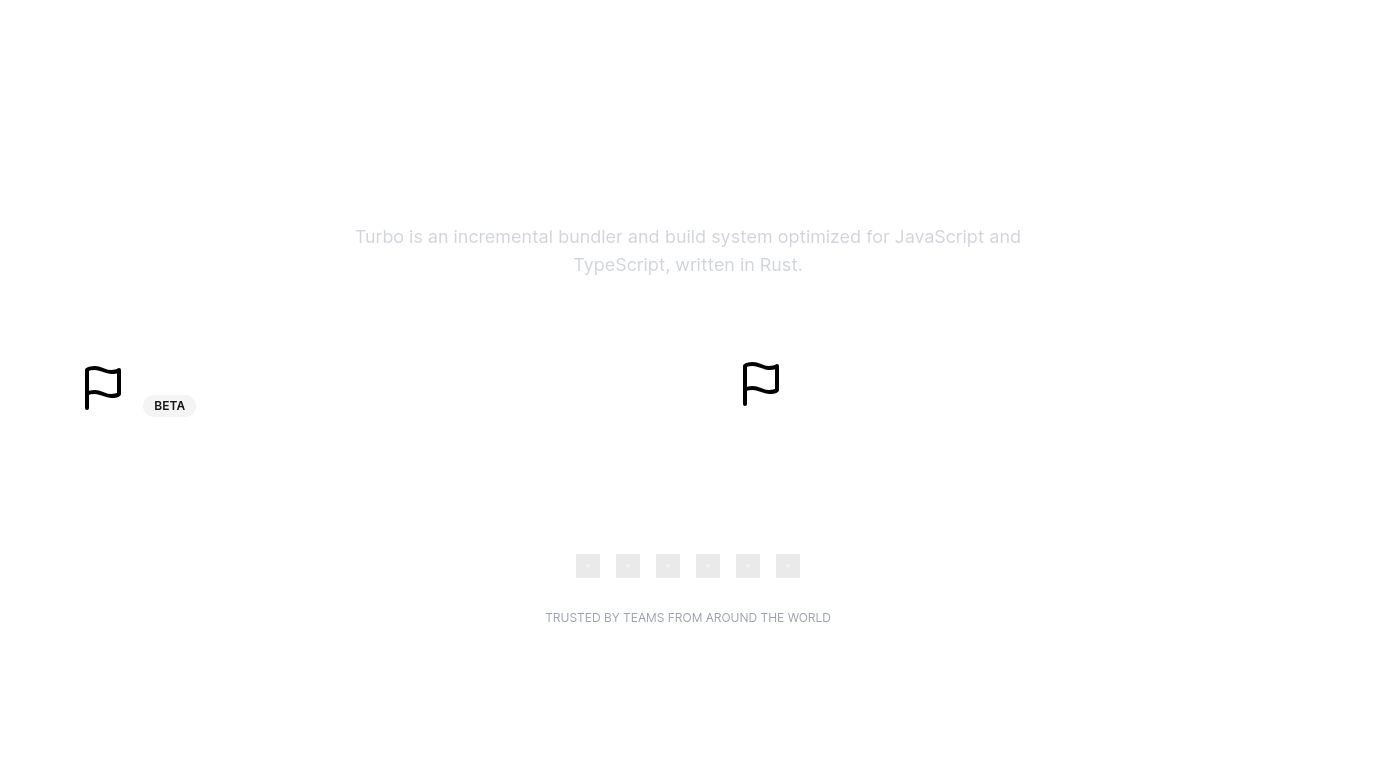 Turbo is an incremental bundler and build system optimized for JavaScript and
TypeScript, written in Rust.
BETA
TRUSTED BY TEAMS FROM AROUND THE WORLD